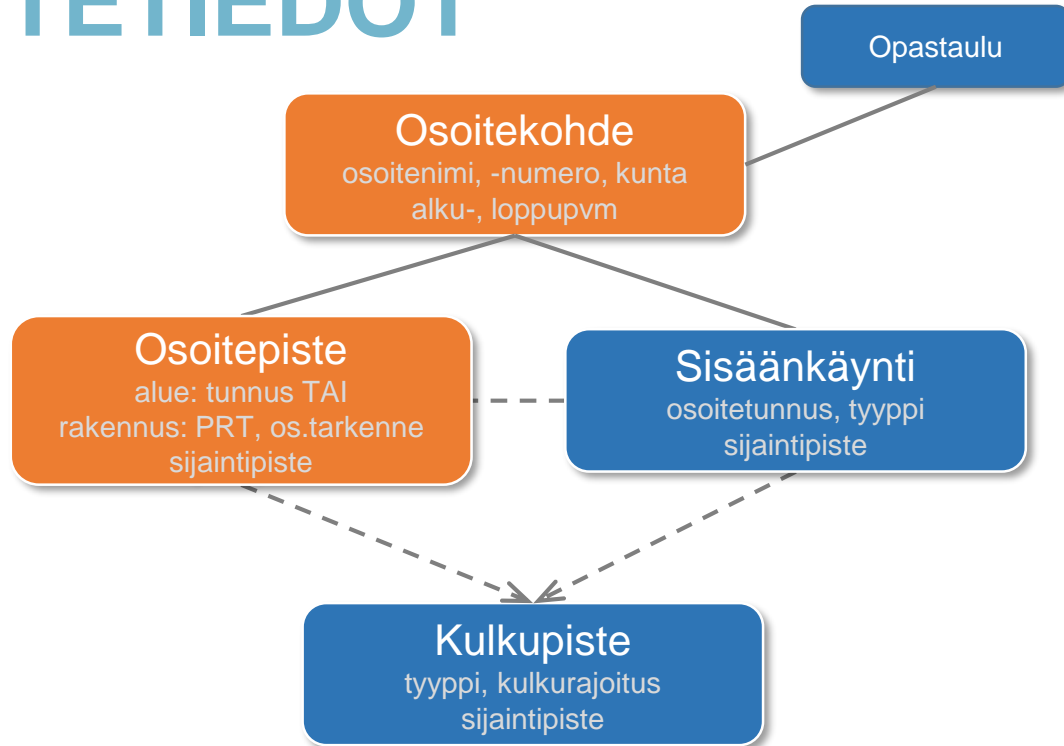 TETIEDOT
Opastaulu
Osoitekohde
osoitenimi, -numero, kunta
alku-, loppupvm
Osoitepiste
alue: tunnus TAI
rakennus: PRT, os.tarkenne
sijaintipiste
Sisäänkäynti
osoitetunnus, tyyppi
sijaintipiste
Kulkupiste
tyyppi, kulkurajoitus
sijaintipiste